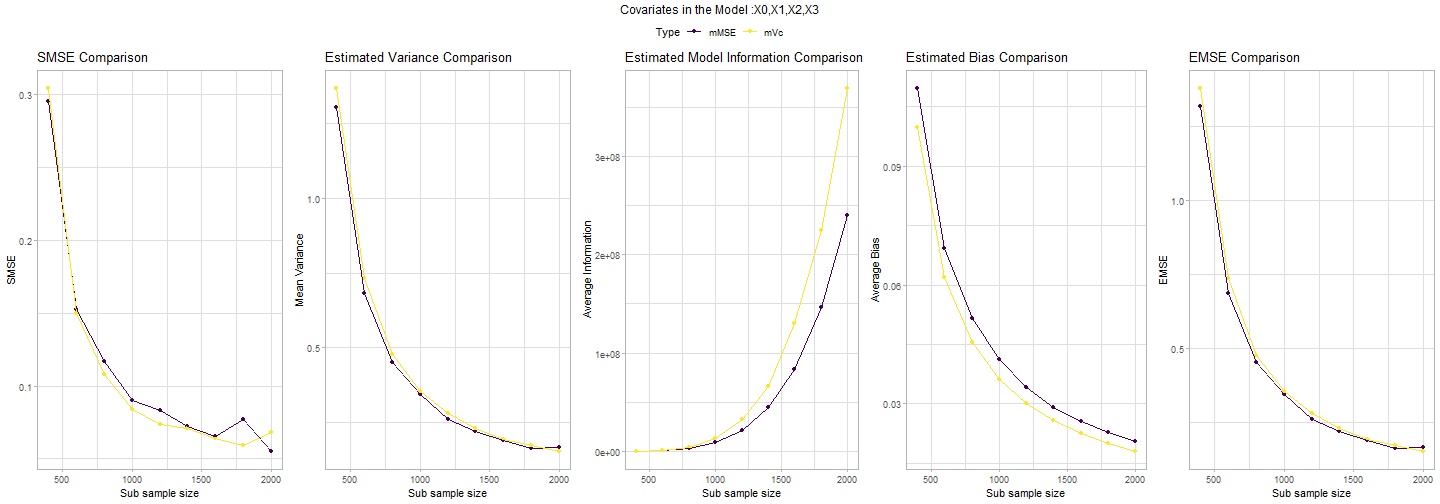 Covariates in the Model :X0,X1,X2,X3
Type mMSE mVc
SMSE Comparison
SMSE
0.3
0.2
0.1
500 1000 1500 2000
Sub sample size
Estimated Variance Comparison
Mean Variance
1.0
0.5
500 1000 1500 2000
Sub sample size
Estimated Model Information Comparison
Average Information
3e+08
2e+08
1e+08
0e+00
500 1000 1500 2000
Sub sample size
Estimated Bias Comparison
Average Bias
0.09
0.06
0.03
500 1000 1500 2000
Sub sample size
EMSE Comparison
EMSE
1.0
0.5
500 1000 1500 2000
Sub sample size